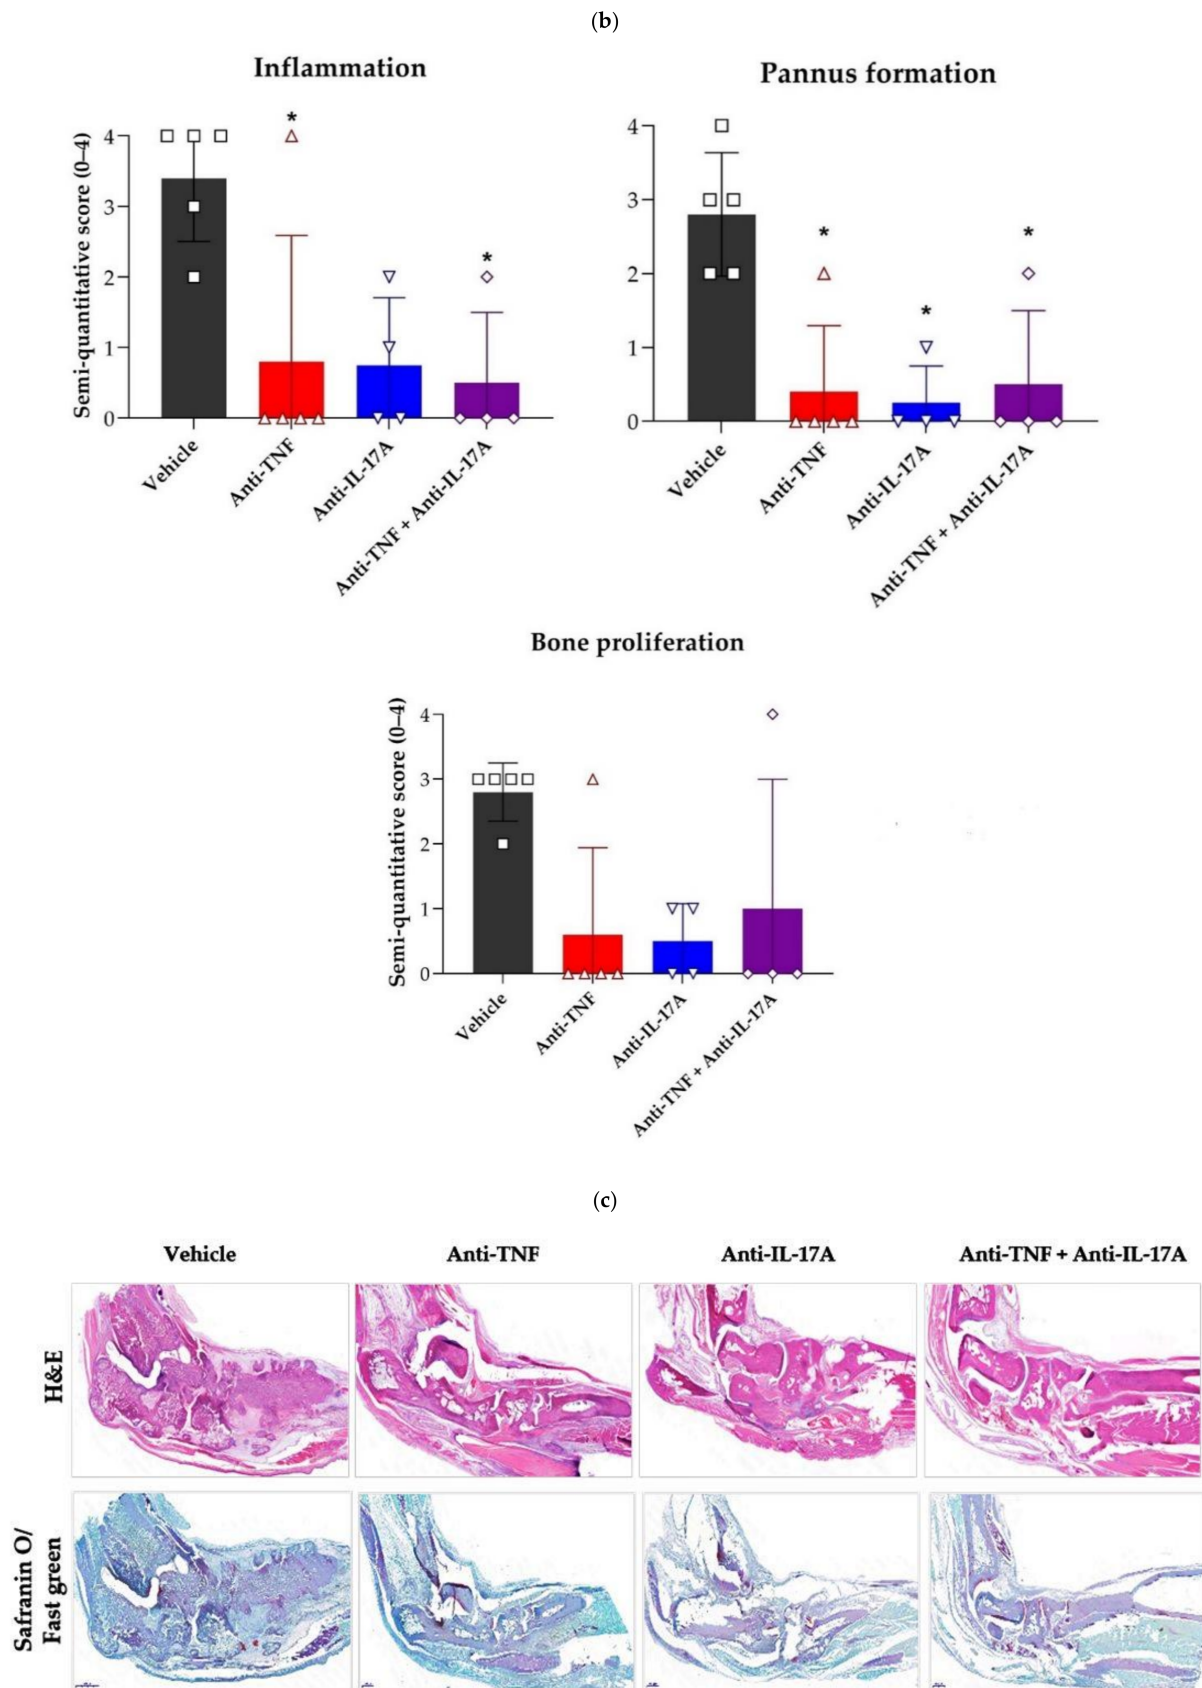 (b)
Inflammation
Semi-quantitative score (0–4)
4
3
2
1
0
*
*
Vehicle
Anti-TNF
Anti-IL-17A
Anti-TNF + Anti-IL-17A
Pannus formation
4
3
2
1
0
*
*
*
Vehicle
Anti-TNF
Anti-IL-17A
Anti-TNF + Anti-IL-17A
Bone proliferation
Semi-quantitative score (0–4)
4
3
2
1
0
Vehicle
Anti-TNF
Anti-IL-17A
Anti-TNF + Anti-IL-17A
(c)
Vehicle
Anti-TNF
Anti-IL-17A
Anti-TNF + Anti-IL-17A
H&E
Safranin O/
Fast green